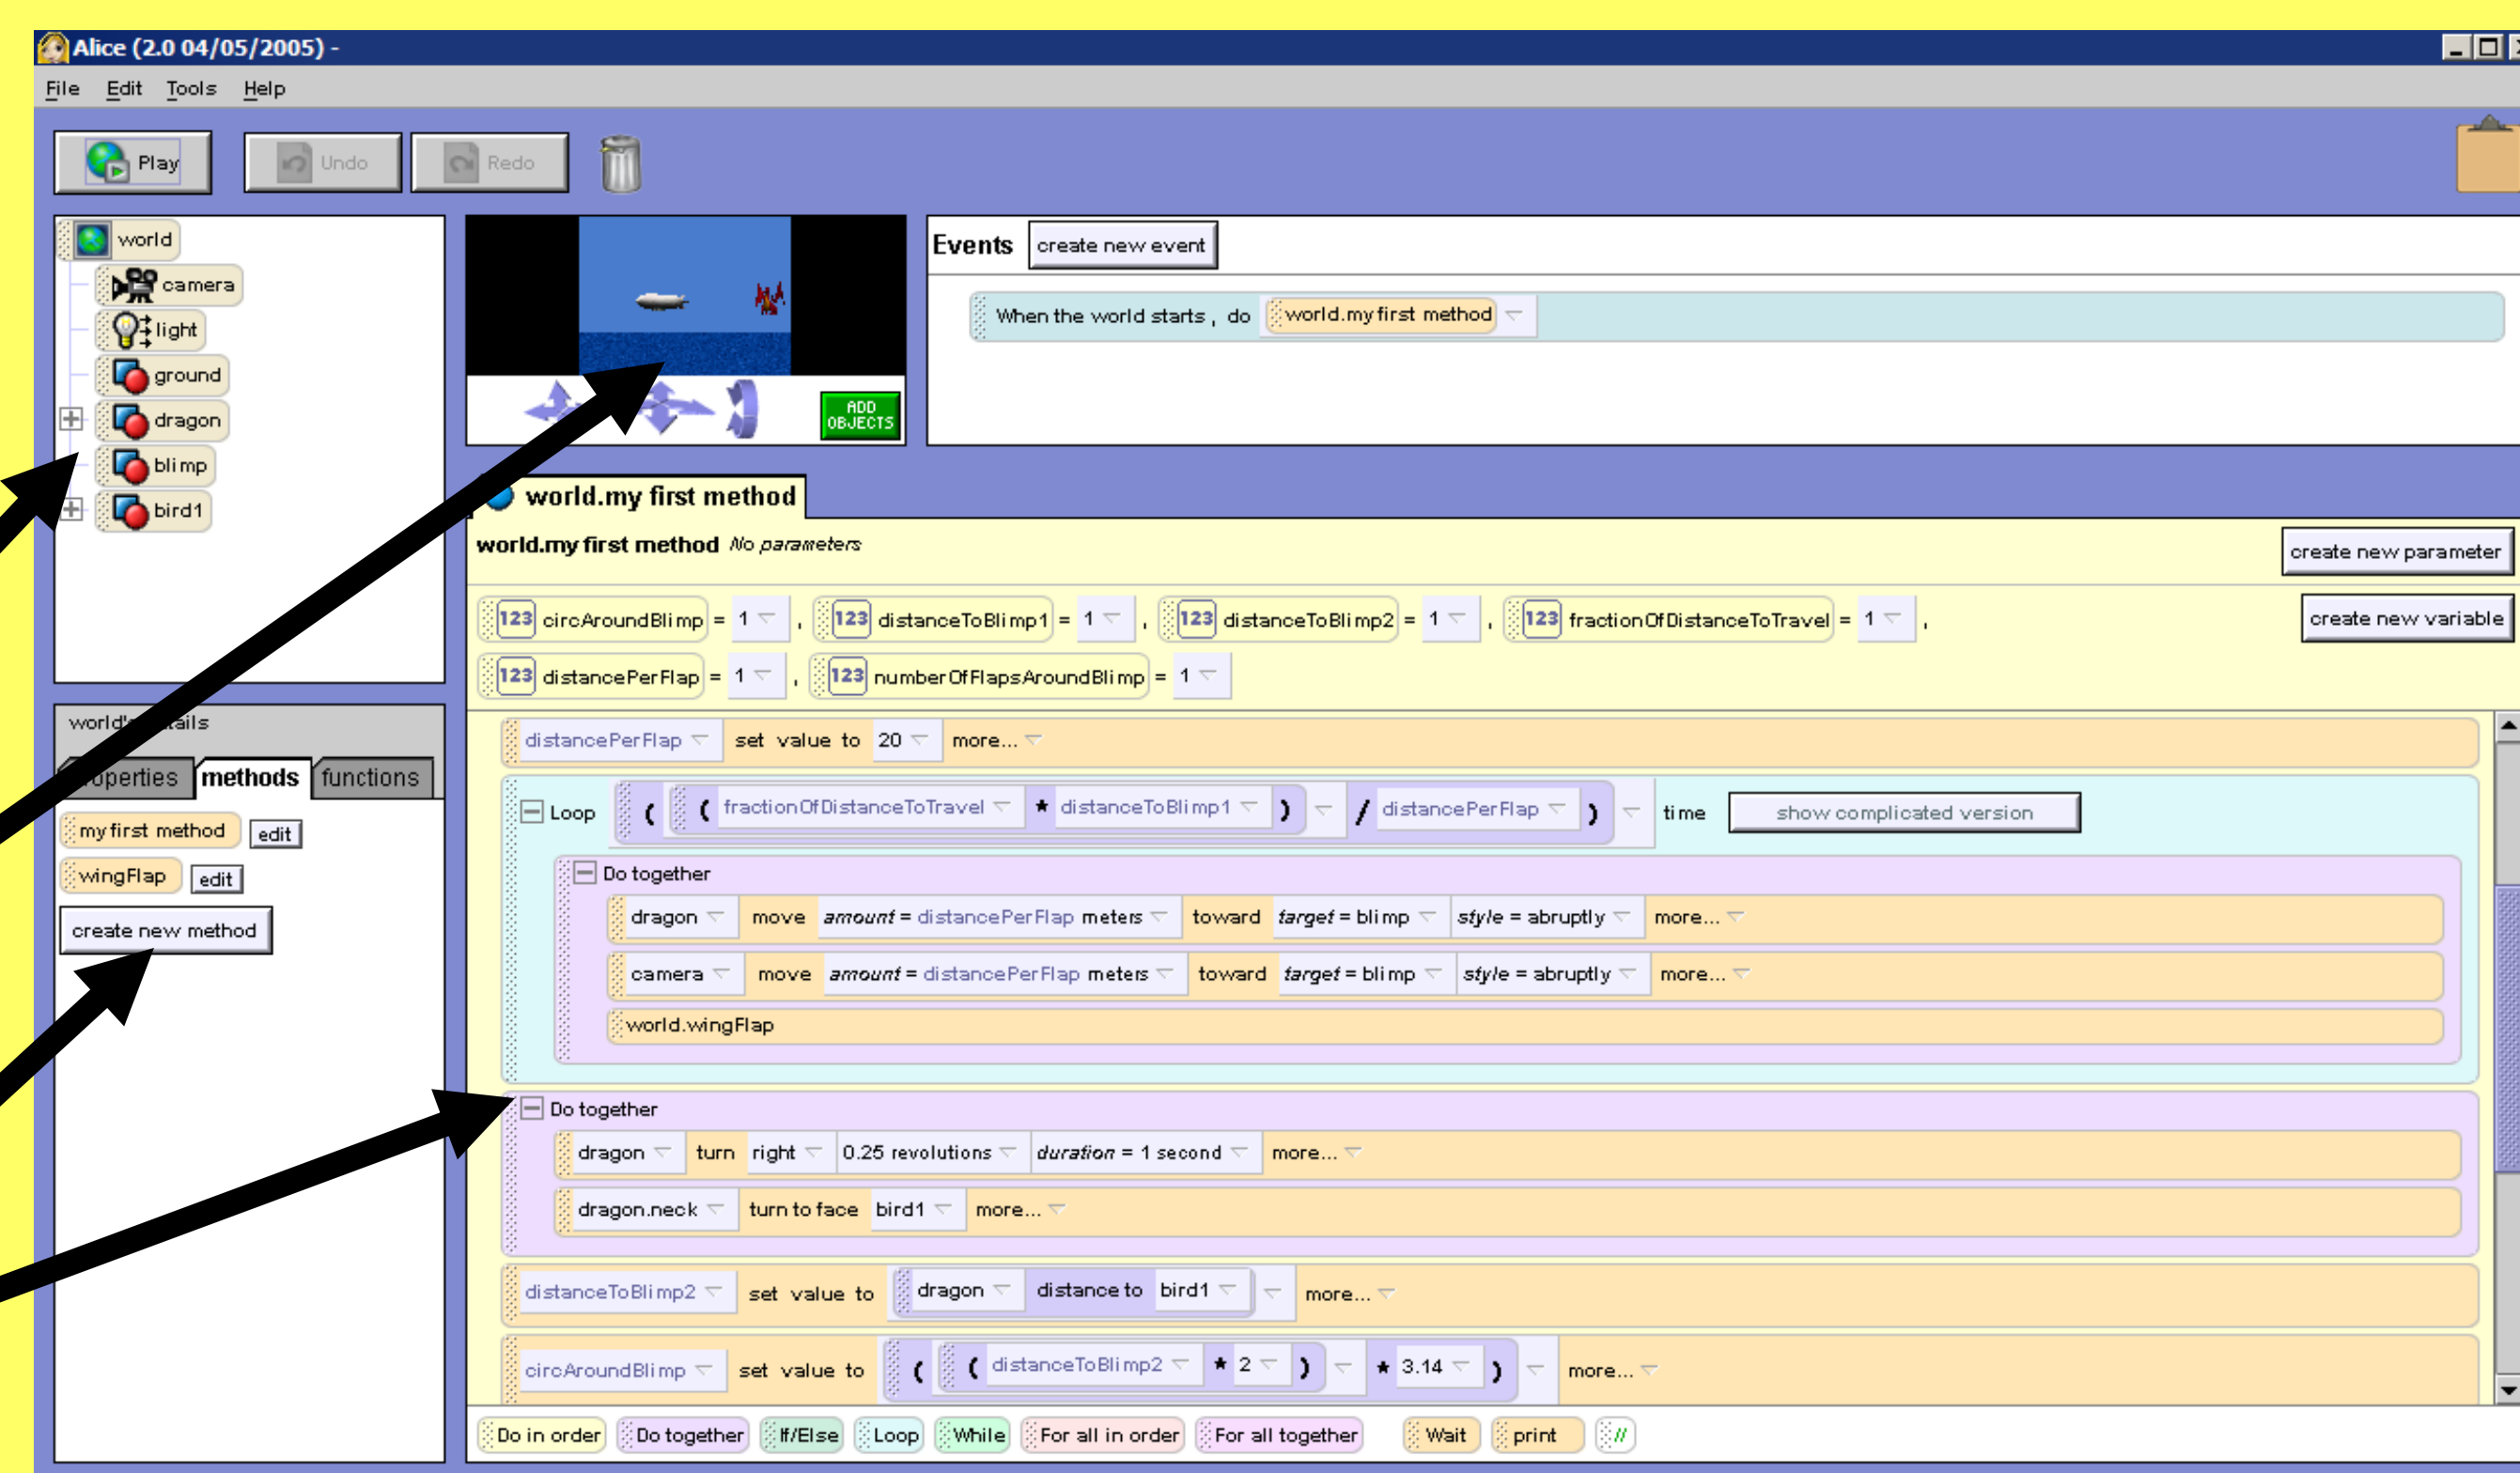 Alice (2.0 04/05/2005) -
File Edit Tools Help
Play Undo Redo
world
camera
light
ground
dragon
blimp
bird1
ADD
OBJECTS
Events create new event
When the world starts, do world.my first method
world's details
properties methods functions
my first method edit
wingFlap edit
create new method
world.my first method
world.my first method No parameters
create new parameter
123 circAroundBlimp = 1 , 123 distanceToBlimp1 = 1 , 123 distanceToBlimp2 = 1 , 123 fractionOfDistanceToTravel = 1 ,
create new variable
123 distancePerFlap = 1 , 123 numberOfFlapsAroundBlimp = 1
distancePerFlap set value to 20 more...
Loop ( ( fractionOfDistanceToTravel * distanceToBlimp1 ) / distancePerFlap ) time show complicated version
Do together
dragon move amount = distancePerFlap meters toward target = blimp style = abruptly more...
camera move amount = distancePerFlap meters toward target = blimp style = abruptly more...
world.wingFlap
Do together
dragon turn right 0.25 revolutions duration = 1 second more...
dragon.neck turn to face bird1 more...
distanceToBlimp2 set value to dragon distance to bird1 more...
circAroundBlimp set value to ( ( distanceToBlimp2 * 2 ) * 3.14 ) more...
Do in order Do together If/Else Loop While For all in order For all together Wait print //